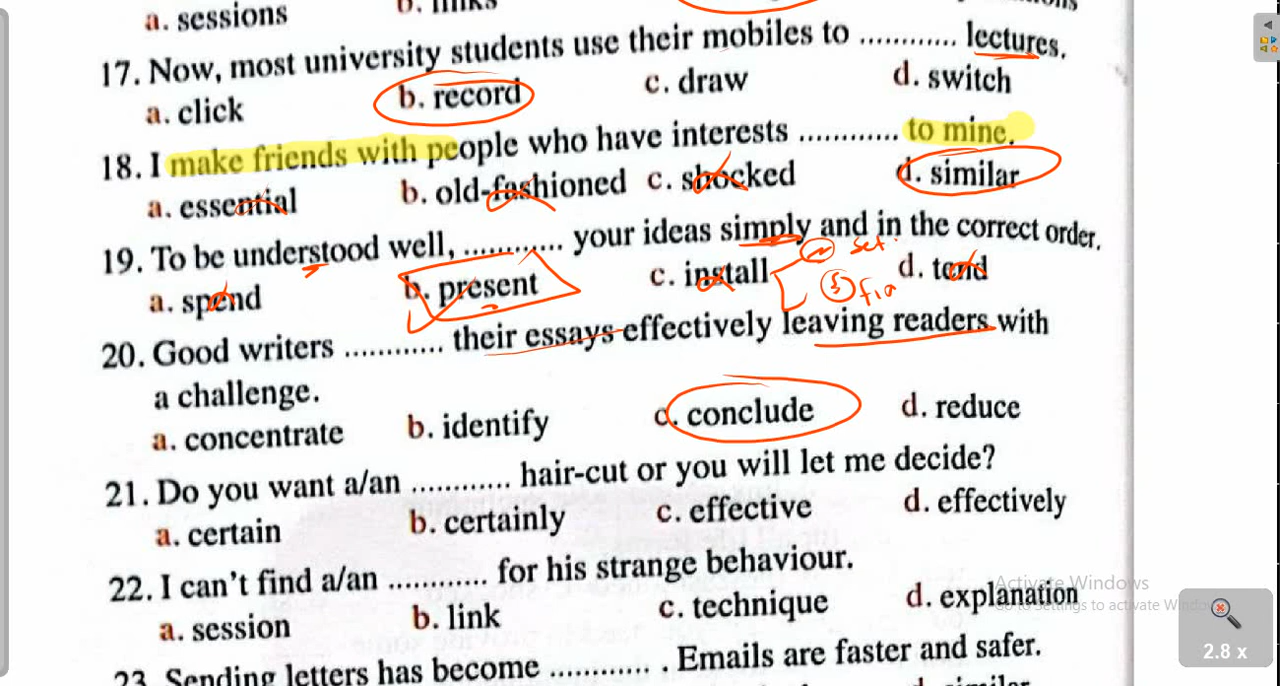 a. sessions b. links
17. Now, most university students use their mobiles to ............ lectures.
a. click b. record c. draw d. switch
18. I make friends with people who have interests ............ to mine.
a. essential b. old-fashioned c. shocked d. similar
19. To be understood well, ............ your ideas simply and in the correct order.
set.
a. spend b. present c. install d. tend
20. Good writers ............ their essays effectively leaving readers with
a challenge.
a. concentrate b. identify c. conclude d. reduce
21. Do you want a/an ............ hair-cut or you will let me decide?
a. certain b. certainly c. effective d. effectively
22. I can't find a/an ............ for his strange behaviour.
a. session b. link c. technique d. explanation
Activate Windows
Go to Settings to activate Windows
23. Sending letters has become ............ . Emails are faster and safer.
d. similar
2.8 x